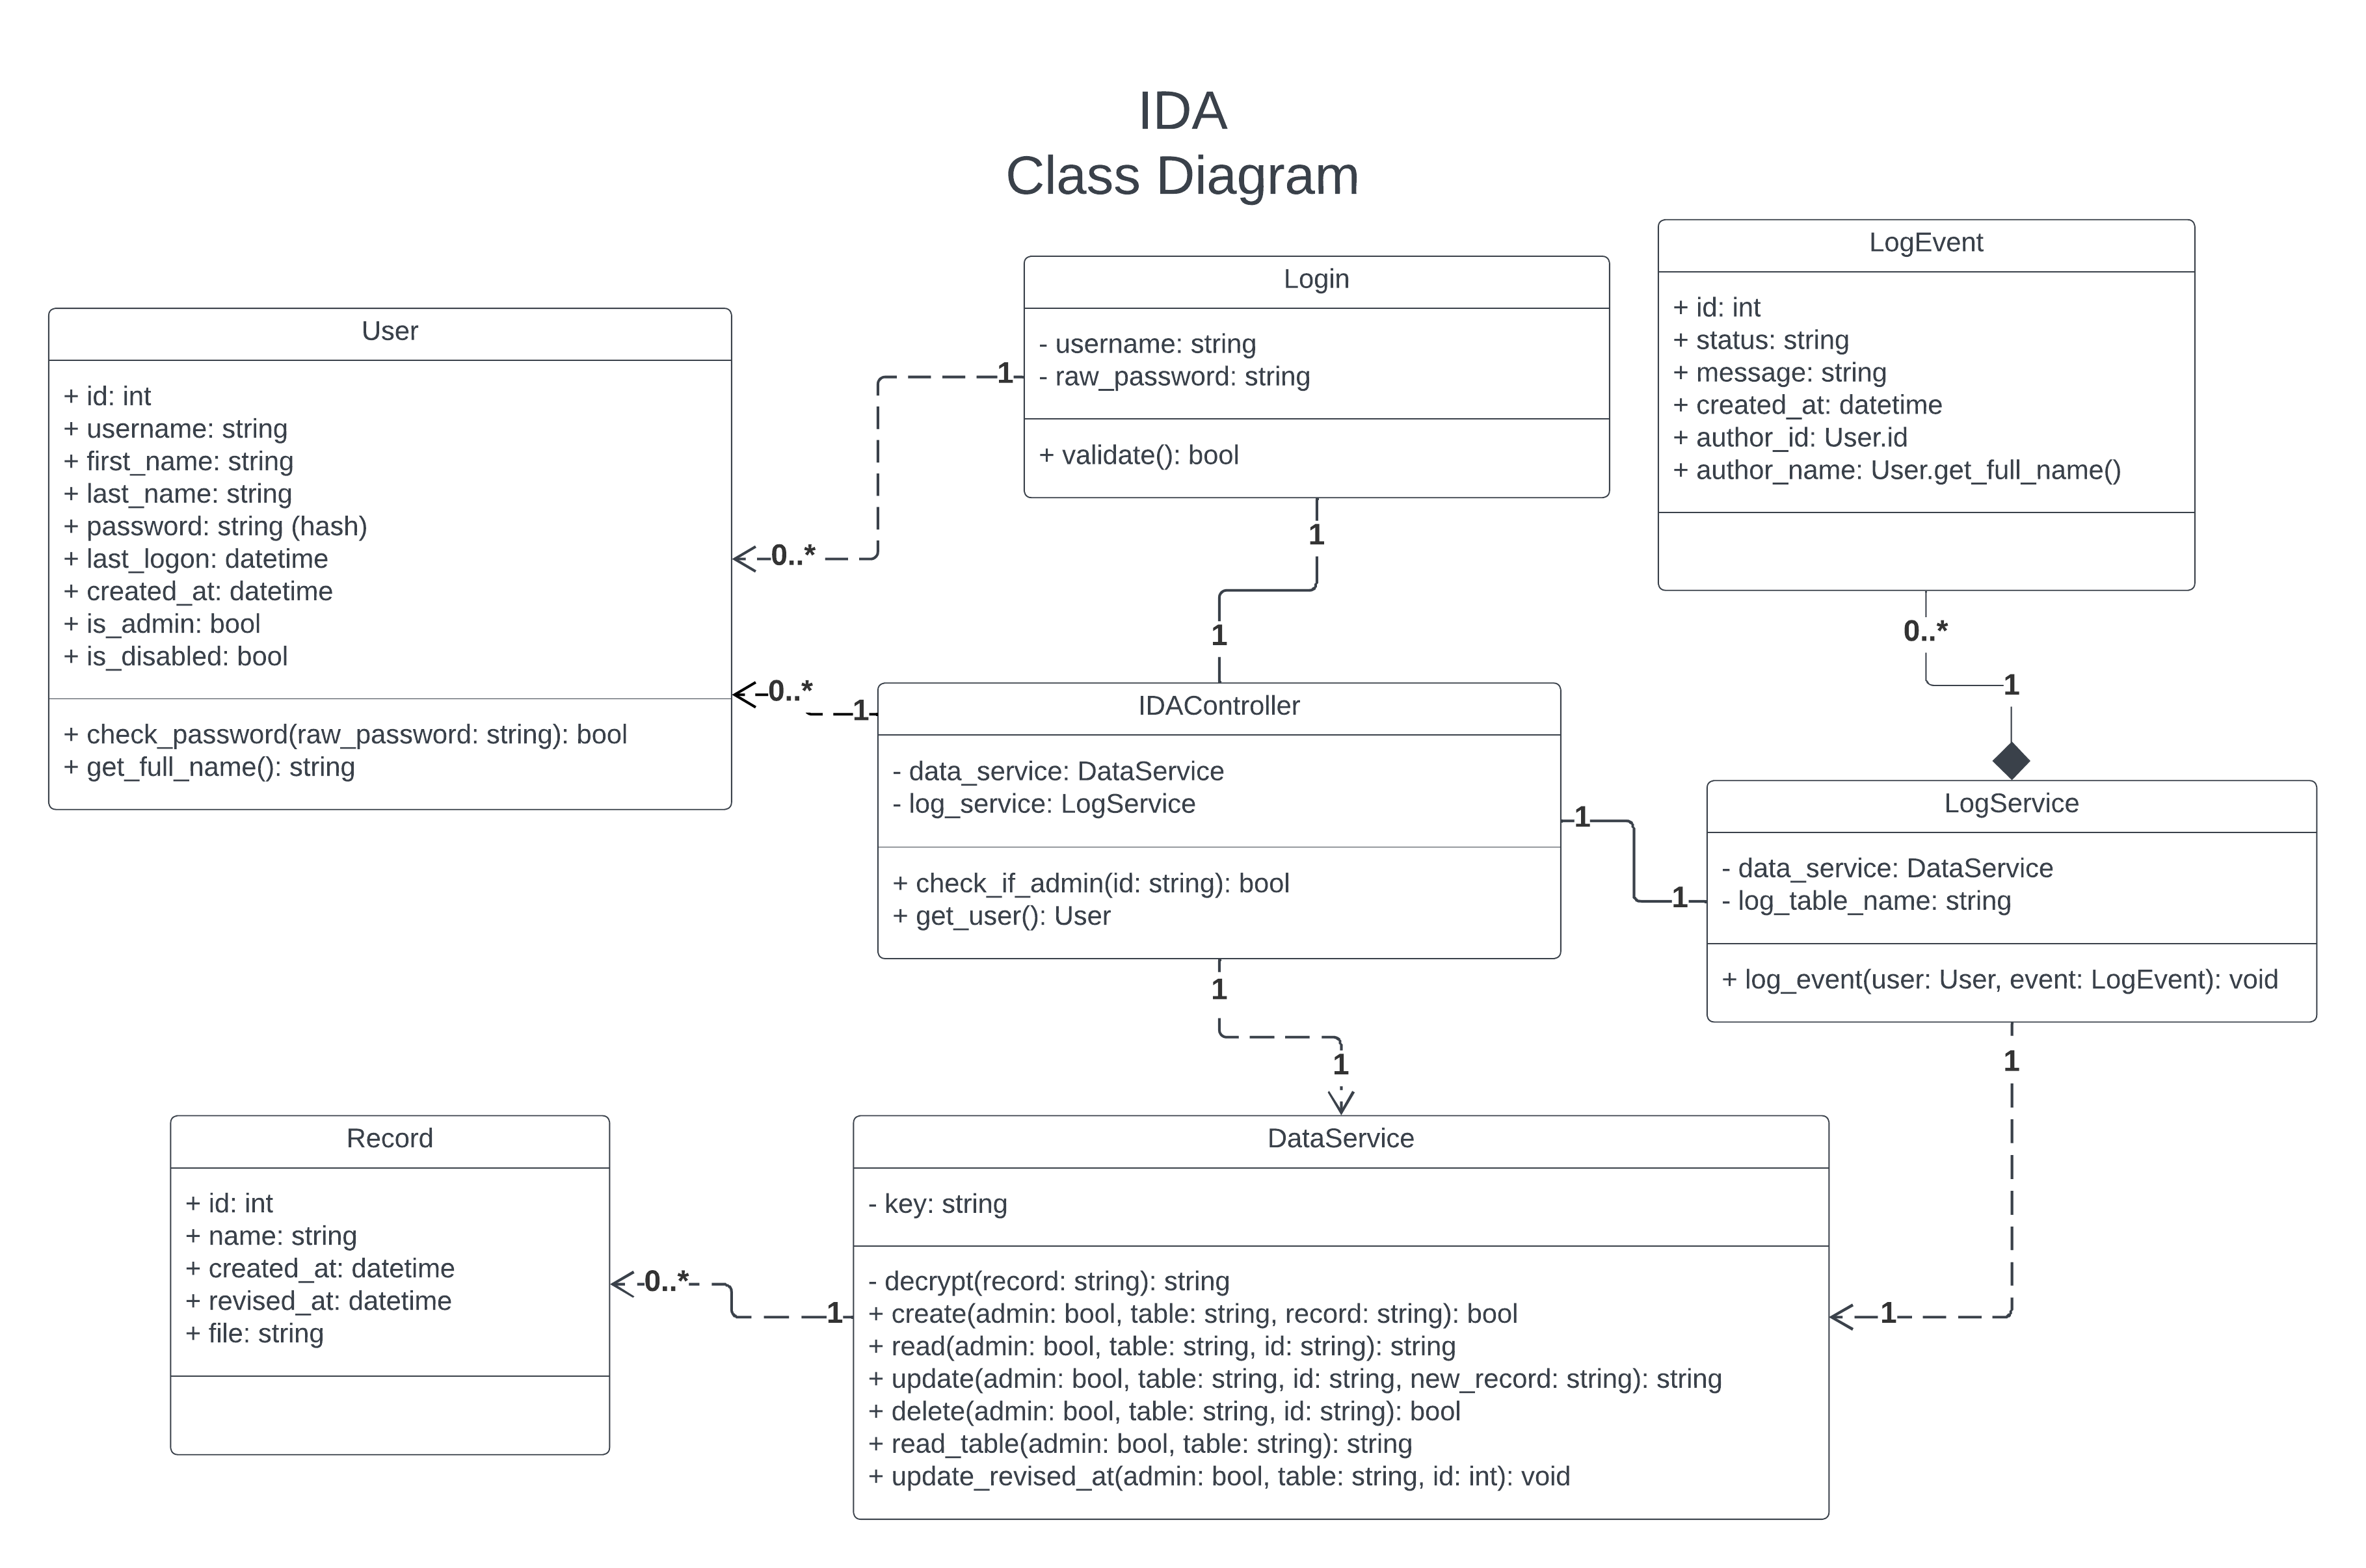 IDA
Class Diagram
User
+ id: int
+ username: string
+ first_name: string
+ last_name: string
+ password: string (hash)
+ last_logon: datetime
+ created_at: datetime
+ is_admin: bool
+ is_disabled: bool
+ check_password(raw_password: string): bool
+ get_full_name(): string
Login
- username: string
- raw_password: string
+ validate(): bool
LogEvent
+ id: int
+ status: string
+ message: string
+ created_at: datetime
+ author_id: User.id
+ author_name: User.get_full_name()
1
0..*
1
1
0..*
1
0..*
1
IDAController
- data_service: DataService
- log_service: LogService
+ check_if_admin(id: string): bool
+ get_user(): User
1
1
LogService
- data_service: DataService
- log_table_name: string
+ log_event(user: User, event: LogEvent): void
1
1
1
1
Record
+ id: int
+ name: string
+ created_at: datetime
+ revised_at: datetime
+ file: string
0..*
1
DataService
- key: string
- decrypt(record: string): string
+ create(admin: bool, table: string, record: string): bool
+ read(admin: bool, table: string, id: string): string
+ update(admin: bool, table: string, id: string, new_record: string): string
+ delete(admin: bool, table: string, id: string): bool
+ read_table(admin: bool, table: string): string
+ update_revised_at(admin: bool, table: string, id: int): void